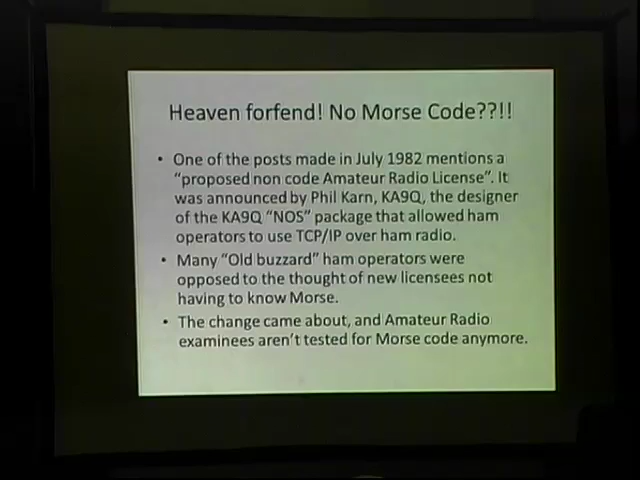 Heaven forfend! No Morse Code??!!
• One of the posts made in July 1982 mentions a
"proposed non code Amateur Radio License". It
was announced by Phil Karn, KA9Q, the designer
of the KA9Q "NOS" package that allowed ham
operators to use TCP/IP over ham radio.
• Many "Old buzzard" ham operators were
opposed to the thought of new licensees not
having to know Morse.
• The change came about, and Amateur Radio
examinees aren't tested for Morse code anymore.